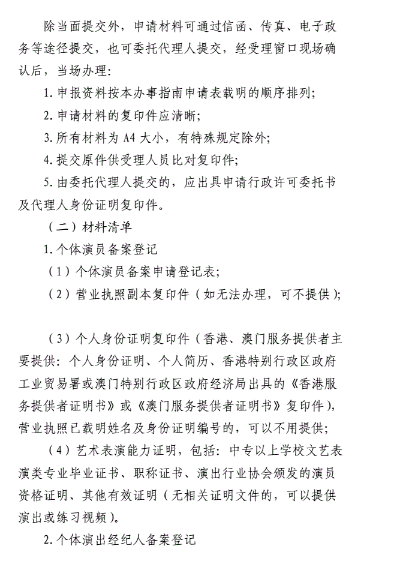 除当面提交外，申请材料可通过信函、传真、电子政
务等途径提交，也可委托代理人提交，经受理窗口现场确
认后，当场办理：
1.申报资料按本办事指南申请表载明的顺序排列；
2.申请材料的复印件应清晰；
3.所有材料为A4大小，有特殊规定除外；
4.提交原件供受理人员比对复印件；
5.由委托代理人提交的，应出具申请行政许可委托书
及代理人身份证明复印件。
（二）材料清单
1.个体演员备案登记
（1）个体演员备案申请登记表；
（2）营业执照副本复印件（如无法办理，可不提供）；
（3）个人身份证明复印件（香港、澳门服务提供者主
要提供：个人身份证明、个人简历、香港特别行政区政府
工业贸易署或澳门特别行政区政府经济局出具的《香港服
务提供者证明书》或《澳门服务提供者证明书》复印件），
营业执照已载明姓名及身份证明编号的，可以不用提供；
（4）艺术表演能力证明，包括：中专以上学校文艺表
演类专业毕业证书、职称证书、演出行业协会颁发的演员
资格证明、其他有效证明（无相关证明文件的，可以提供
演出或练习视频）。
2.个体演出经纪人备案登记